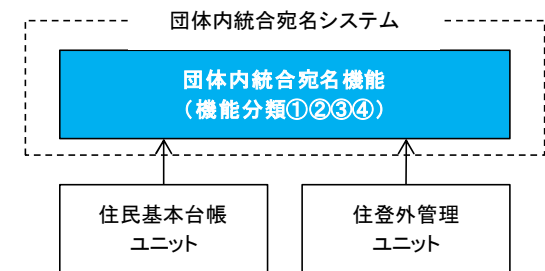 団体内統合宛名システム
団体内統合宛名機能
（機能分類①②③④）
住民基本台帳
ユニット
住登外管理
ユニット